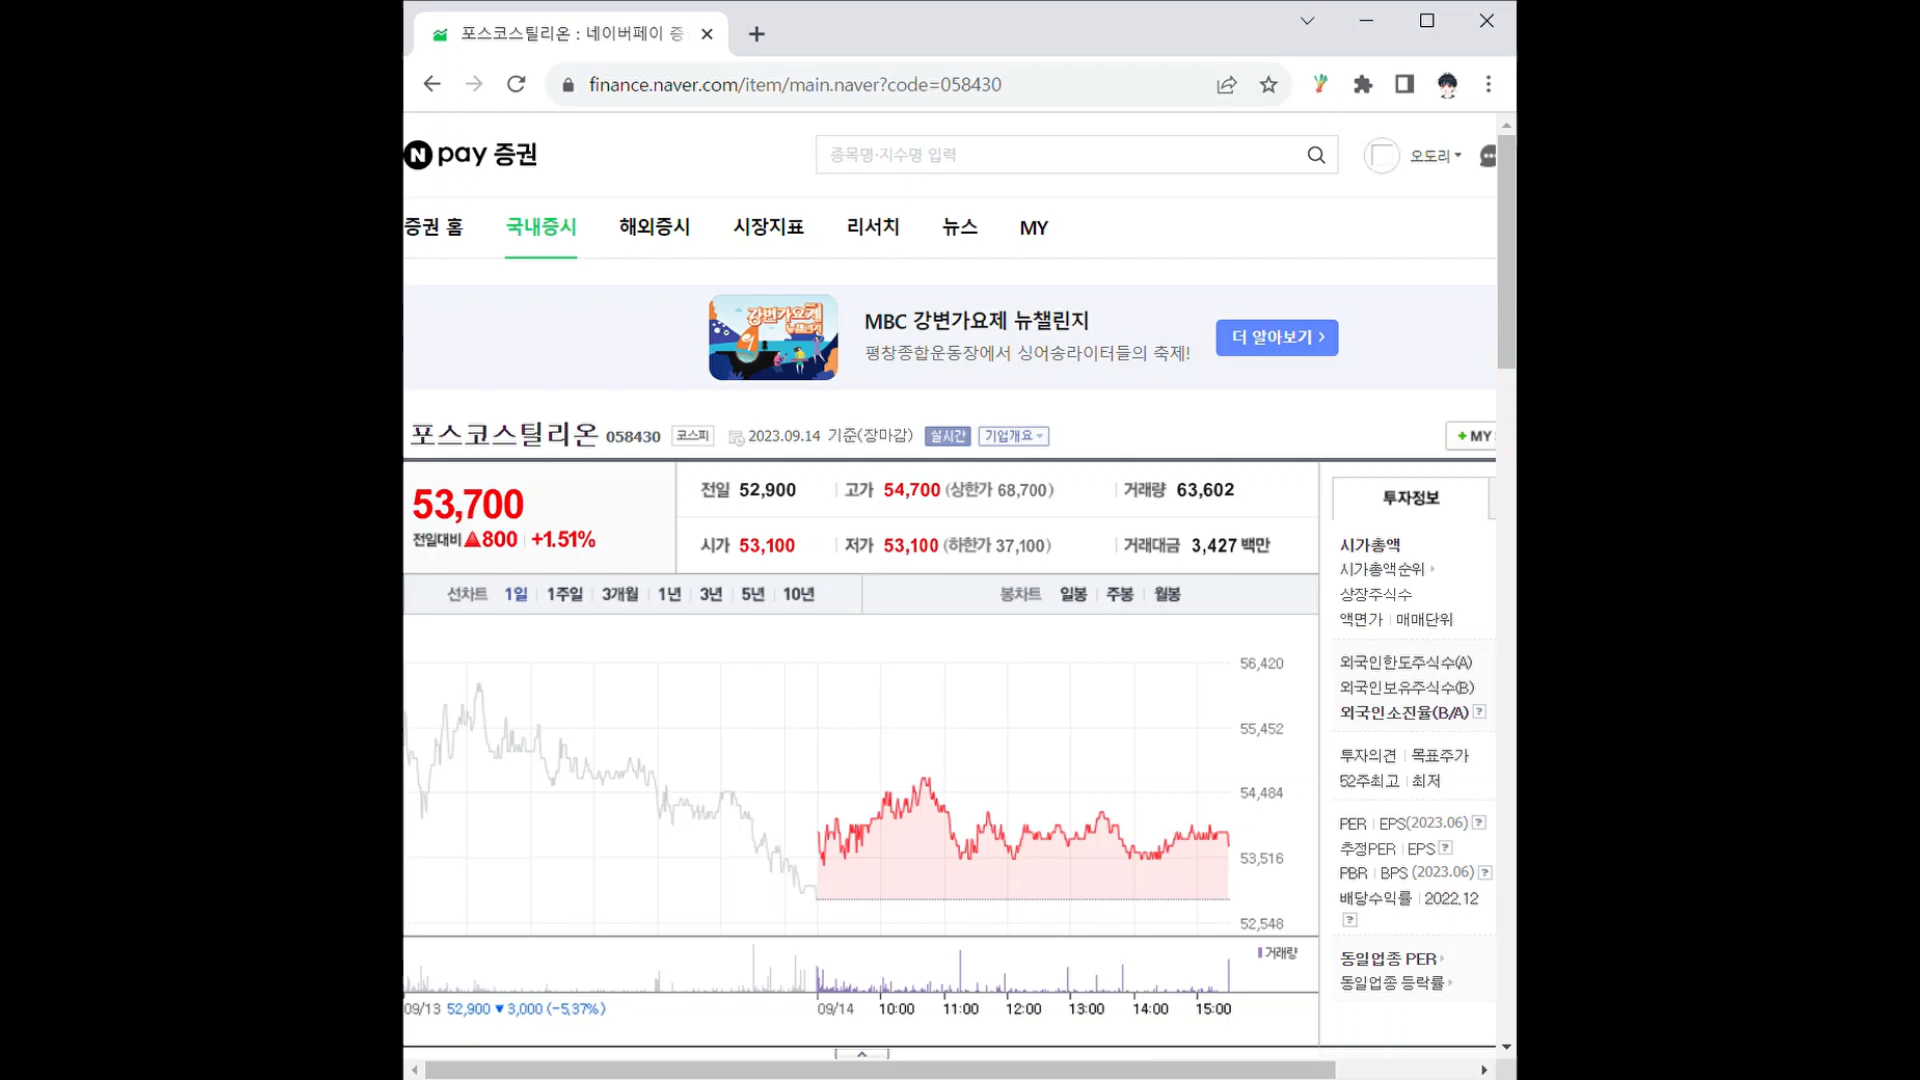 포스코스틸리온 : 네이버페이 증
finance.naver.com/item/main.naver?code=058430
N pay 증권
종목명·지수명 입력
오도리
증권 홈 국내증시 해외증시 시장지표 리서치 뉴스 MY
강변가요제
뉴챌린지
MBC 강변가요제 뉴챌린지
평창종합운동장에서 싱어송라이터들의 축제!
더 알아보기
포스코스틸리온 058430 코스피 2023.09.14 기준(장마감) 실시간 기업개요
+ MY
53,700
전일대비 ▲800 +1.51%
전일 52,900 고가 54,700 (상한가 68,700) 거래량 63,602
시가 53,100 저가 53,100 (하한가 37,100) 거래대금 3,427 백만
선차트 1일 1주일 3개월 1년 3년 5년 10년 봉차트 일봉 주봉 월봉
56,420
55,452
54,484
53,516
52,548
거래량
09/13 52,900 ▼3,000 (-5.37%) 09/14 10:00 11:00 12:00 13:00 14:00 15:00
투자정보
시가총액
시가총액순위
상장주식수
액면가 | 매매단위
외국인한도주식수(A)
외국인보유주식수(B)
외국인소진율(B/A) ?
투자의견 | 목표주가
52주최고 | 최저
PER | EPS(2023.06) ?
추정PER | EPS ?
PBR | BPS (2023.06) ?
배당수익률 | 2022.12
?
동일업종 PER
동일업종 등락률